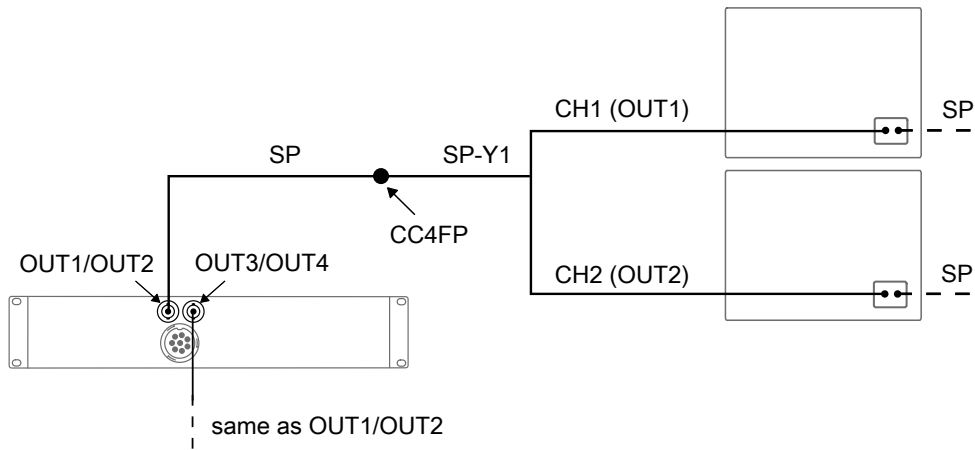 CH1 (OUT1)
SP
SP
SP-Y1
CC4FP
OUT1/OUT2
OUT3/OUT4
CH2 (OUT2)
SP
same as OUT1/OUT2